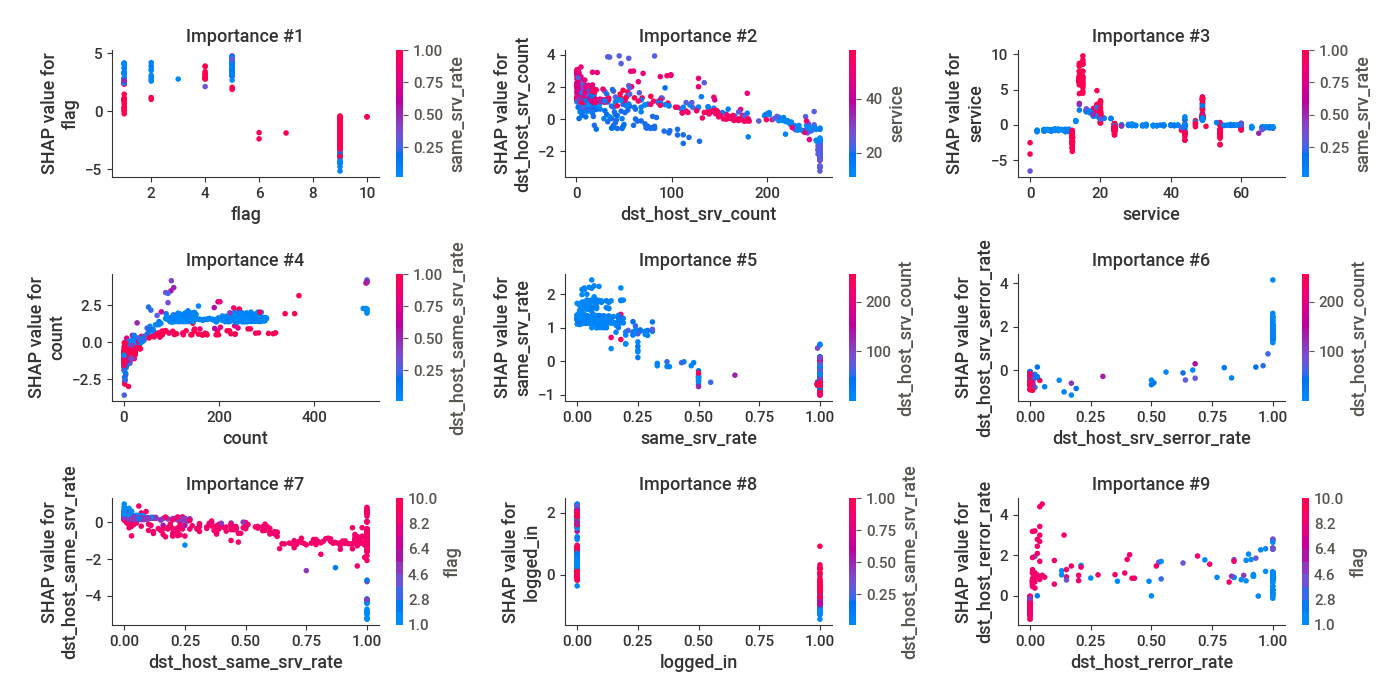 Importance #1
SHAP value for
flag
5
0
−5
2
4
6
8
10
flag
1.00
0.75
0.50
0.25
same_srv_rate
Importance #2
SHAP value for
dst_host_srv_count
4
2
0
−2
0
100
200
dst_host_srv_count
40
20
service
Importance #3
SHAP value for
service
10
5
0
−5
0
20
40
60
service
1.00
0.75
0.50
0.25
same_srv_rate
Importance #4
SHAP value for
count
2.5
0.0
−2.5
0
200
400
count
1.00
0.75
0.50
0.25
dst_host_same_srv_rate
Importance #5
SHAP value for
same_srv_rate
2
1
0
−1
0.00
0.25
0.50
0.75
1.00
same_srv_rate
200
100
dst_host_srv_count
Importance #6
SHAP value for
dst_host_srv_serror_rate
4
2
0
0.00
0.25
0.50
0.75
1.00
dst_host_srv_serror_rate
200
100
dst_host_srv_count
Importance #7
SHAP value for
dst_host_same_srv_rate
0
−2
−4
0.00
0.25
0.50
0.75
1.00
dst_host_same_srv_rate
10.0
8.2
6.4
4.6
2.8
1.0
flag
Importance #8
SHAP value for
logged_in
2
1
0
0.00
0.25
0.50
0.75
1.00
logged_in
1.00
0.75
0.50
0.25
dst_host_same_srv_rate
Importance #9
SHAP value for
dst_host_rerror_rate
4
2
0
0.00
0.25
0.50
0.75
1.00
dst_host_rerror_rate
10.0
8.2
6.4
4.6
2.8
1.0
flag